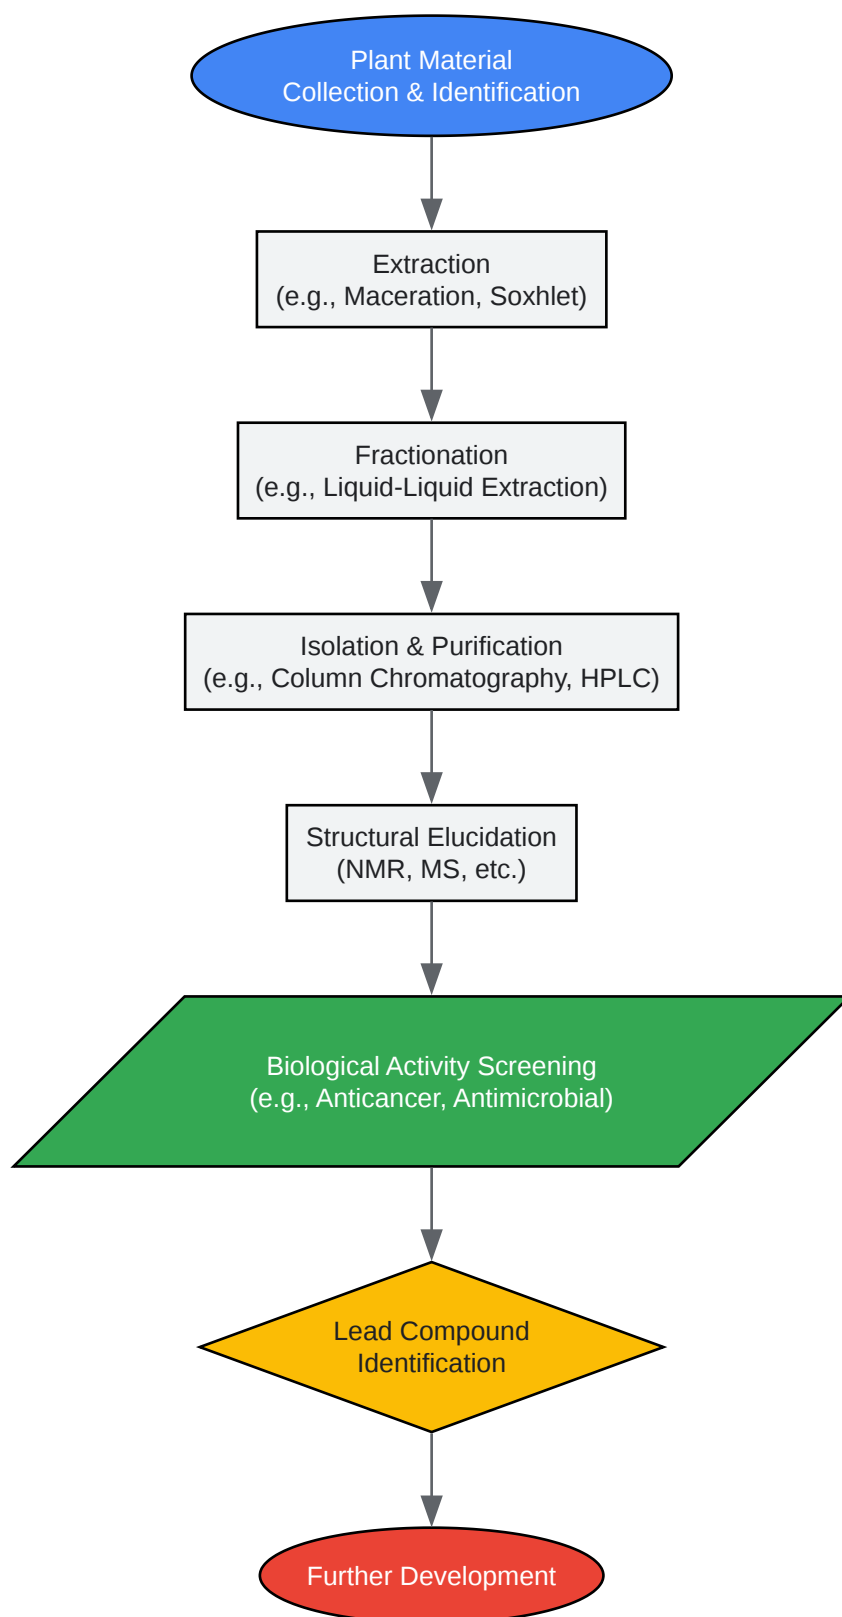 Plant Material
Collection & Identification
Extraction
(e.g., Maceration, Soxhlet)
Fractionation
(e.g., Liquid-Liquid Extraction)
Isolation & Purification
(e.g., Column Chromatography, HPLC)
Structural Elucidation
(NMR, MS, etc.)
Biological Activity Screening
(e.g., Anticancer, Antimicrobial)
Lead Compound
Identification
Further Development